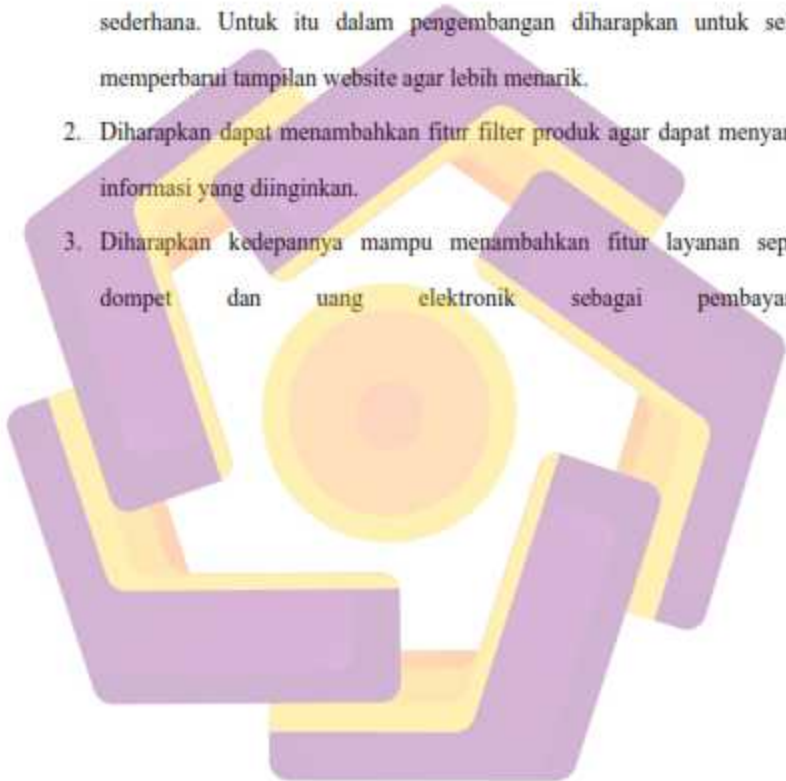 sederhana. Untuk itu dalam pengembangan diharapkan untuk se
memperbarui tampilan website agar lebih menarik.
2. Diharapkan dapat menambahkan fitur filter produk agar dapat menya
informasi yang diinginkan.
3. Diharapkan kedepannya mampu menambahkan fitur layanan sep
dompet dan uang elektronik sebagai pembaya